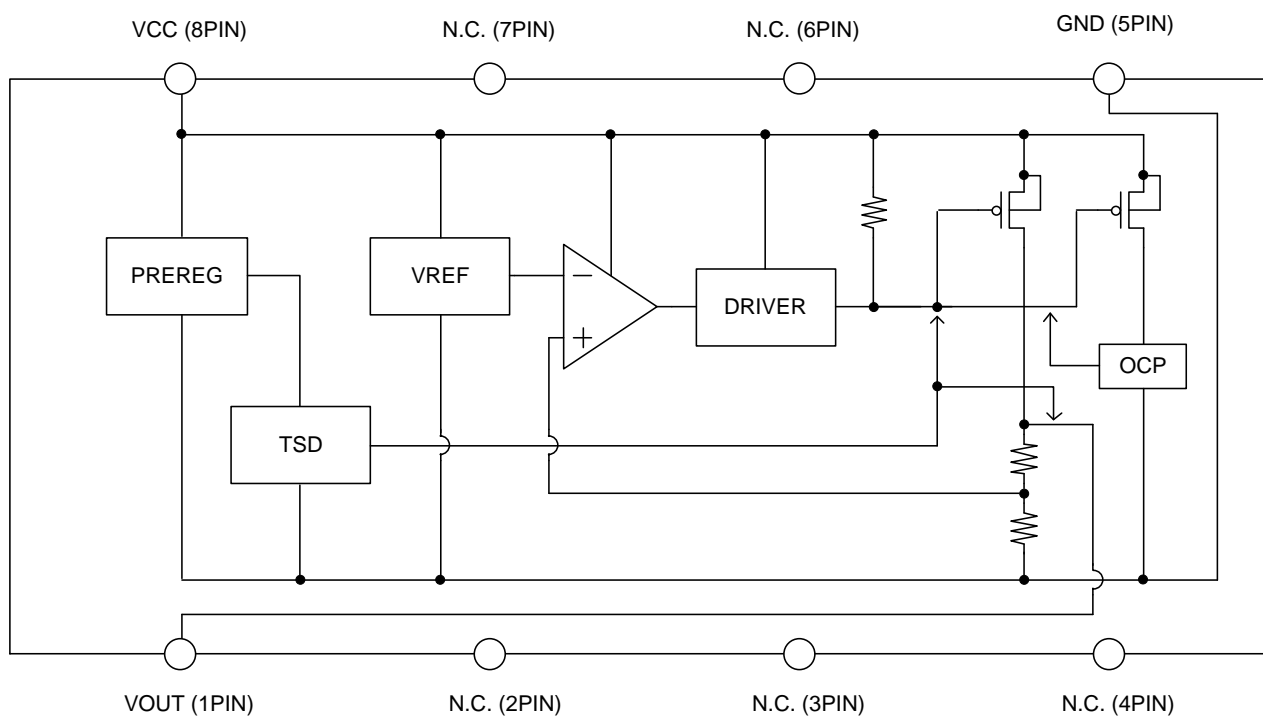 VCC (8PIN)
N.C. (7PIN)
N.C. (6PIN)
GND (5PIN)
PREREG
VREF
−
+
DRIVER
OCP
TSD
VOUT (1PIN)
N.C. (2PIN)
N.C. (3PIN)
N.C. (4PIN)